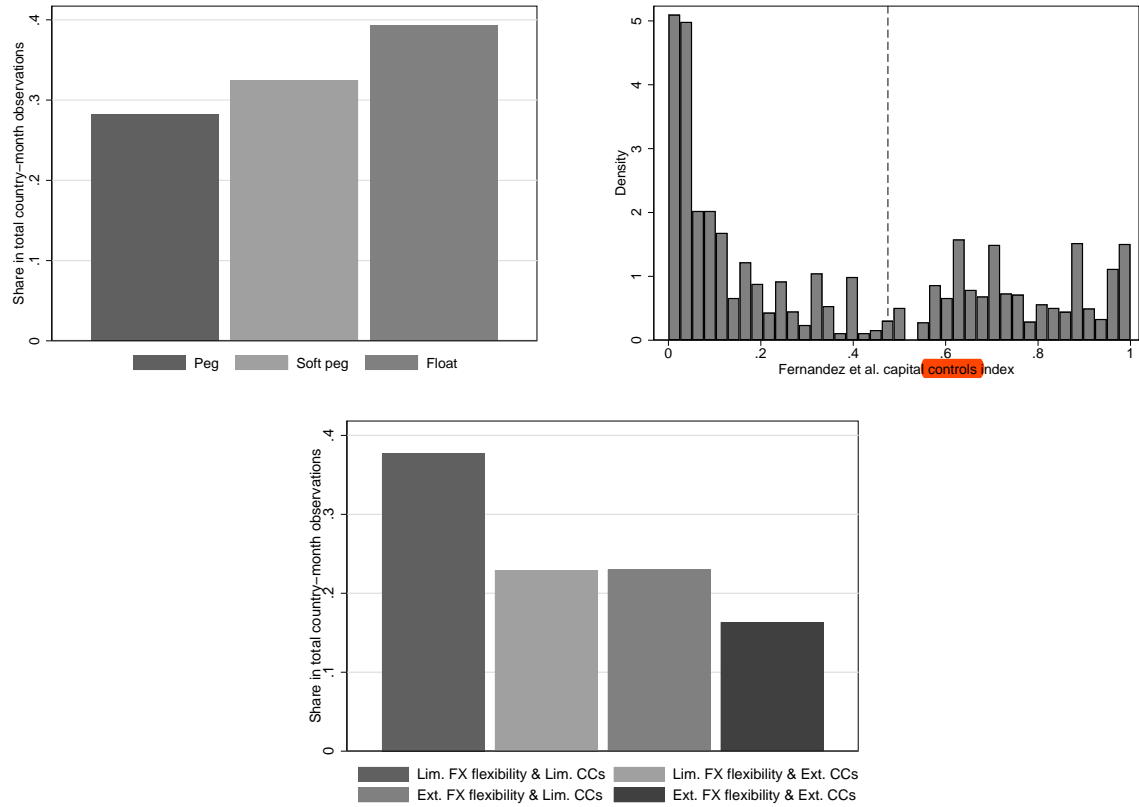 Share in total country−month observations
.4
.3
.2
.1
0
Peg
Soft peg
Float
Density
5
4
3
2
1
0
0
.2
.4
.6
.8
1
Fernandez et al. capital controls index
Share in total country−month observations
.4
.3
.2
.1
0
Lim. FX flexibility & Lim. CCs
Lim. FX flexibility & Ext. CCs
Ext. FX flexibility & Lim. CCs
Ext. FX flexibility & Ext. CCs